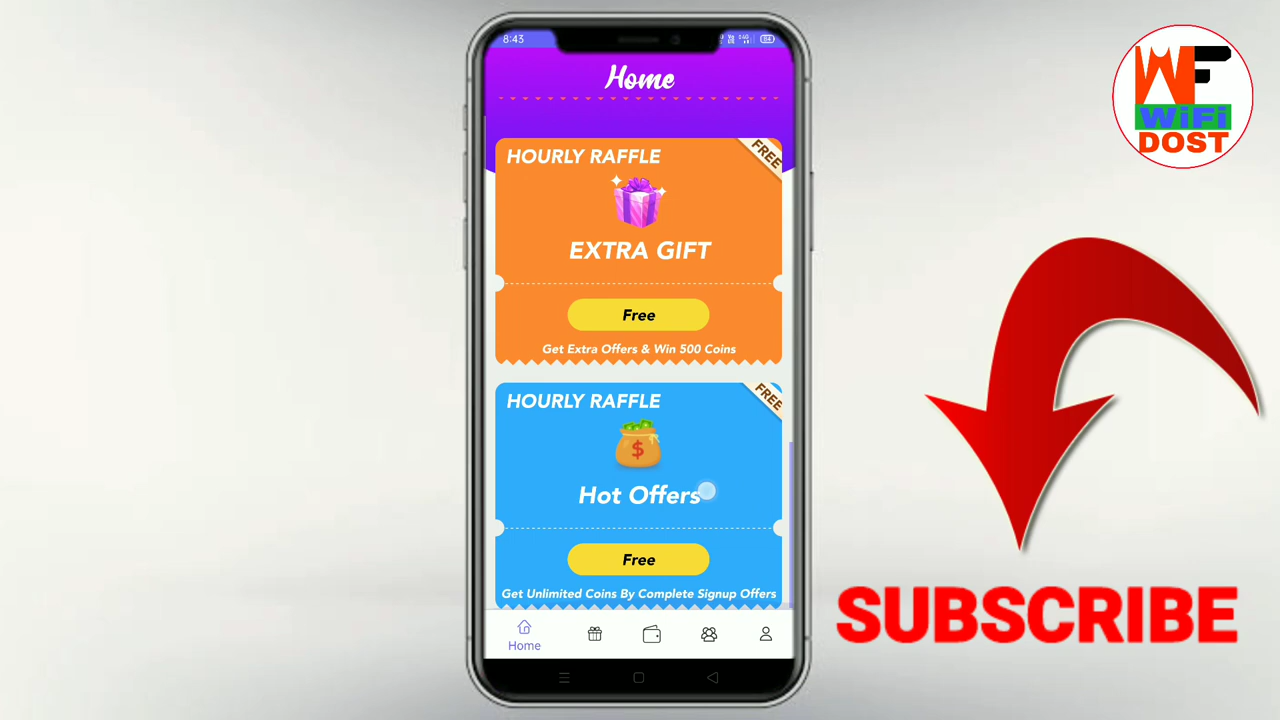 8:43
Home
HOURLY RAFFLE
FREE
EXTRA GIFT
Free
Get Extra Offers & Win 500 Coins
HOURLY RAFFLE
FREE
$
Hot Offers
Free
Get Unlimited Coins By Complete Signup Offers
Home
WF
WiFi
DOST
SUBSCRIBE